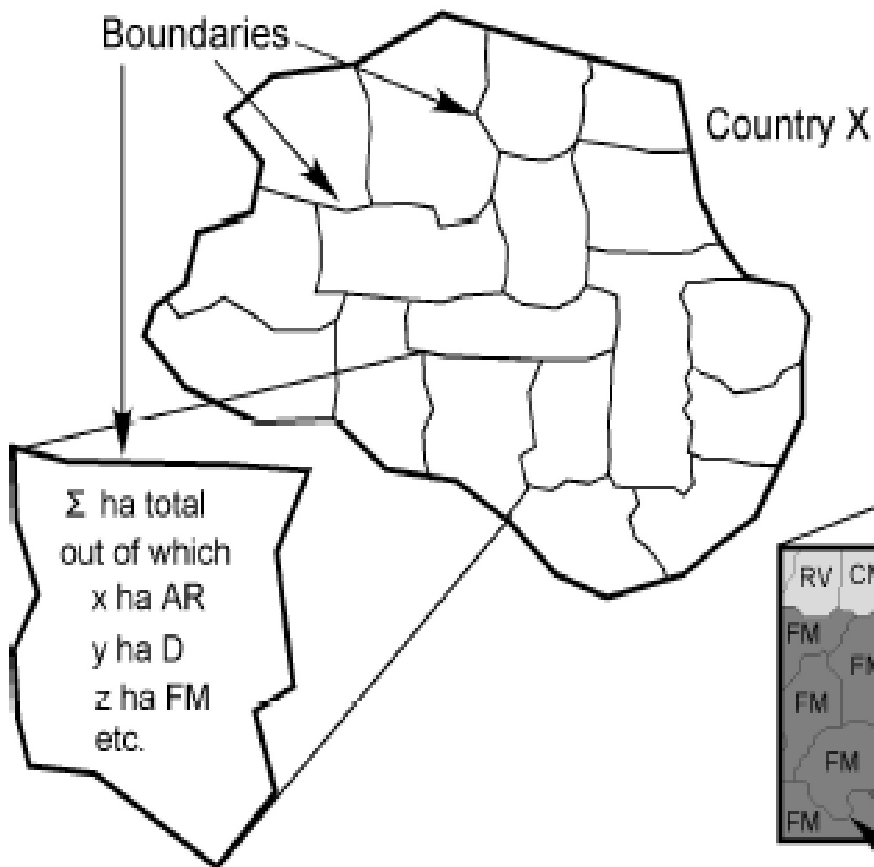 Boundaries
Country X
Σ ha total
out of which
x ha AR
y ha D
z ha FM
etc.
RV
FM
FM
FM
FM